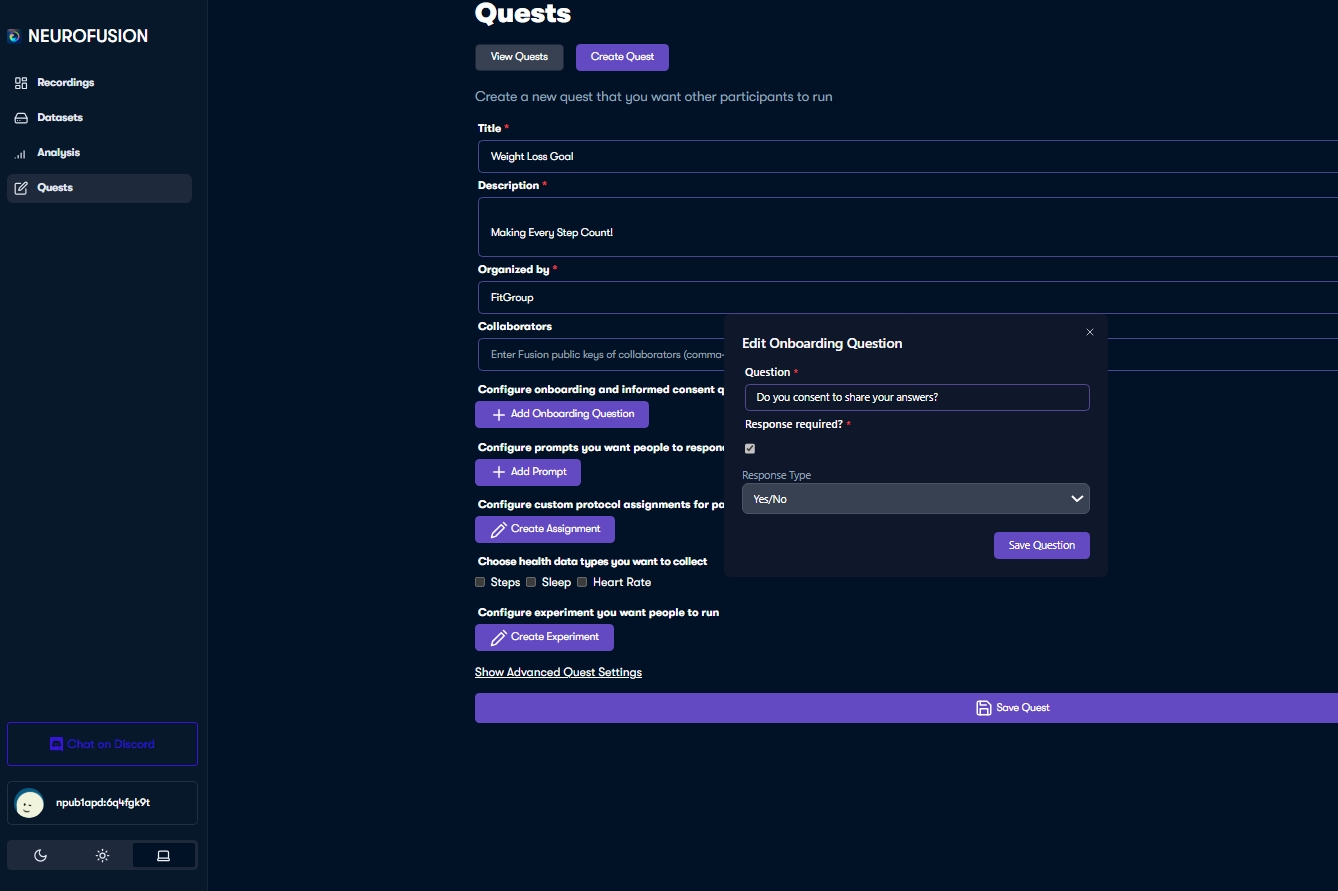 NEUROFUSION
Recordings
Datasets
Analysis
Quests
Chat on Discord
npub1apd:6q4fgk9t
Quests
View Quests
Create Quest
Create a new quest that you want other participants to run
Title *
Weight Loss Goal
Description *
Making Every Step Count!
Organized by *
FitGroup
Collaborators
Enter Fusion public keys of collaborators (comma-
Configure onboarding and informed consent q
Add Onboarding Question
Configure prompts you want people to respon
Add Prompt
Configure custom protocol assignments for pa
Create Assignment
Choose health data types you want to collect
Steps Sleep Heart Rate
Configure experiment you want people to run
Create Experiment
Show Advanced Quest Settings
Save Quest
Edit Onboarding Question
Question *
Do you consent to share your answers?
Response required? *
Response Type
Yes/No
Save Question